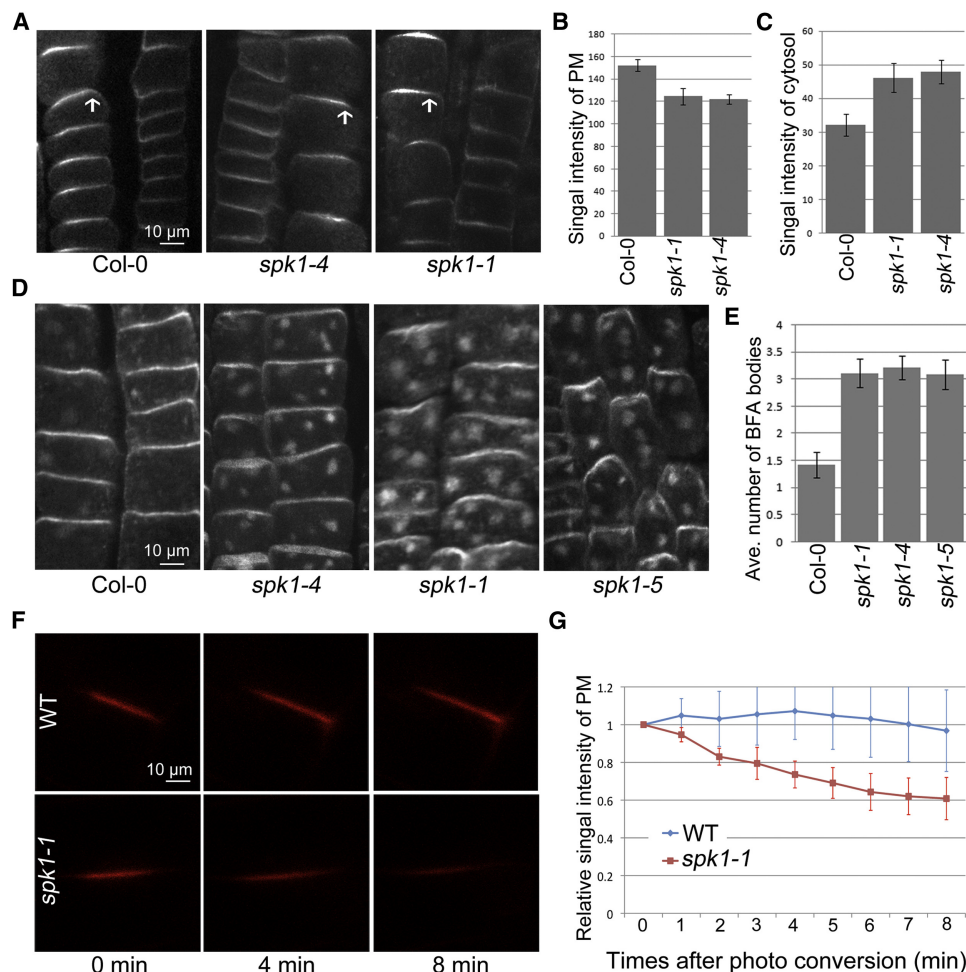 A
10 µm
Col-0
spk1-4
spk1-1
B
Singal intensity of PM
180
160
140
120
100
80
60
40
20
0
Col-0
spk1-1
spk1-4
C
Singal intensity of cytosol
60
50
40
30
20
10
0
Col-0
spk1-1
spk1-4
D
10 µm
Col-0
spk1-4
spk1-1
spk1-5
E
Ave. number of BFA bodies
4
3.5
3
2.5
2
1.5
1
0.5
0
Col-0
spk1-1
spk1-4
spk1-5
F
WT
10 µm
spk1-1
0 min
4 min
8 min
G
Relative singal intensity of PM
1.2
1
0.8
0.6
0.4
0.2
0
WT
spk1-1
0 1 2 3 4 5 6 7 8
Times after photo conversion (min)